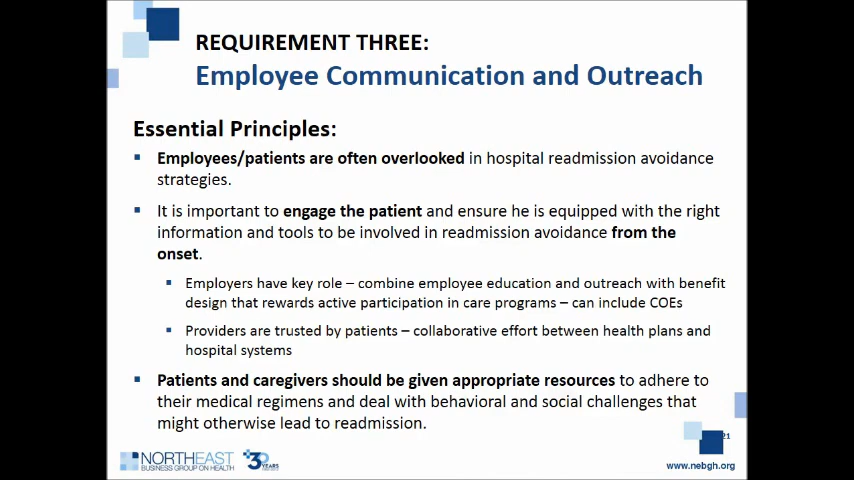 REQUIREMENT THREE:
Employee Communication and Outreach
Essential Principles:
Employees/patients are often overlooked in hospital readmission avoidance
strategies.
It is important to engage the patient and ensure he is equipped with the right
information and tools to be involved in readmission avoidance from the
onset.
Employers have key role – combine employee education and outreach with benefit
design that rewards active participation in care programs – can include COEs
Providers are trusted by patients – collaborative effort between health plans and
hospital systems
Patients and caregivers should be given appropriate resources to adhere to
their medical regimens and deal with behavioral and social challenges that
might otherwise lead to readmission.
21
NORTHEAST
BUSINESS GROUP ON HEALTH
YEARS
www.nebgh.org